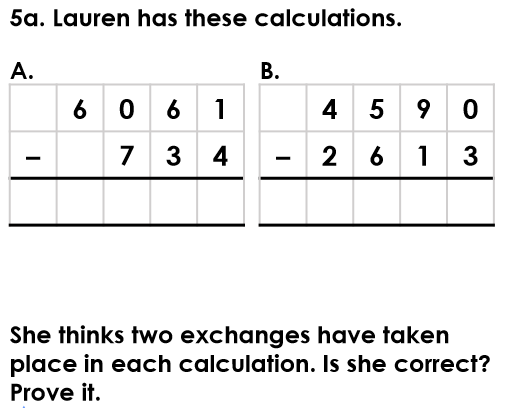 5a. Lauren has these calculations.
A.
6 0 6 1
– 7 3 4
B.
4 5 9 0
– 2 6 1 3
She thinks two exchanges have taken
place in each calculation. Is she correct?
Prove it.